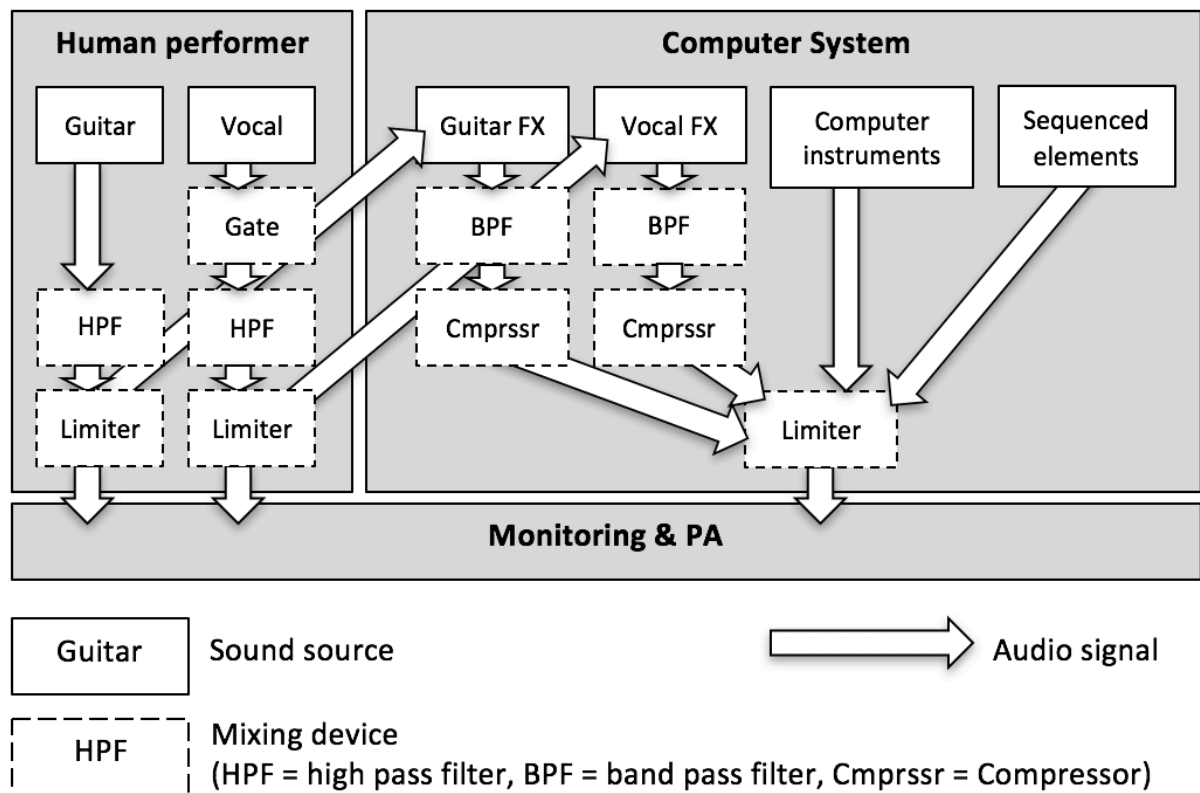 Human performer
Computer System
Guitar
Vocal
Guitar FX
Vocal FX
Computer
instruments
Sequenced
elements
Gate
BPF
BPF
HPF
HPF
Cmprssr
Cmprssr
Limiter
Limiter
Limiter
Monitoring & PA
Guitar
Sound source
Audio signal
HPF
Mixing device
(HPF = high pass filter, BPF = band pass filter, Cmprssr = Compressor)